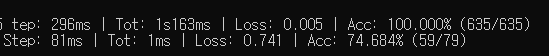 tep: 296ms | Tot: 1s163ms | Loss: 0.005 | Acc: 100.000% (635/635)
Step: 81ms | Tot: 1ms | Loss: 0.741 | Acc: 74.684% (59/79)